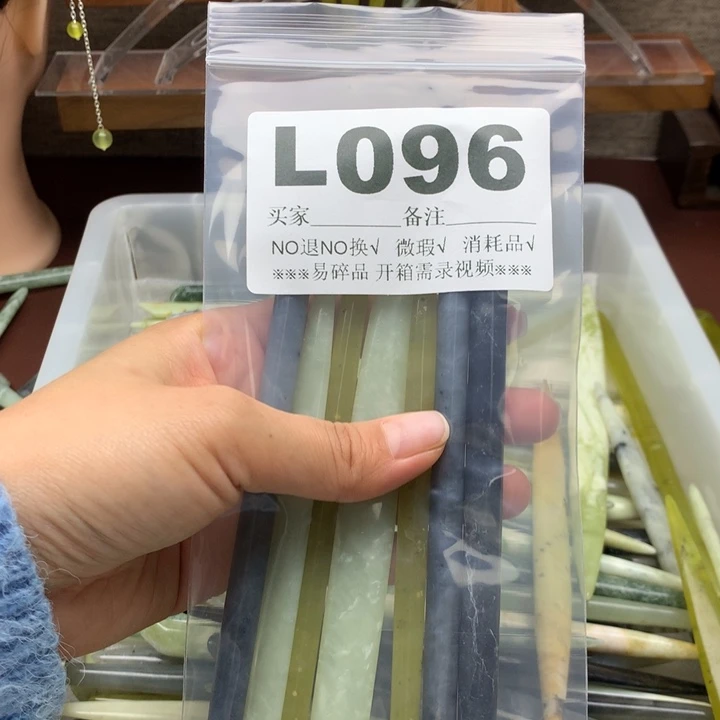 L096
买家________备注________
NO退NO换√ 微瑕√ 消耗品√
※※※易碎品 开箱需录视频※※※